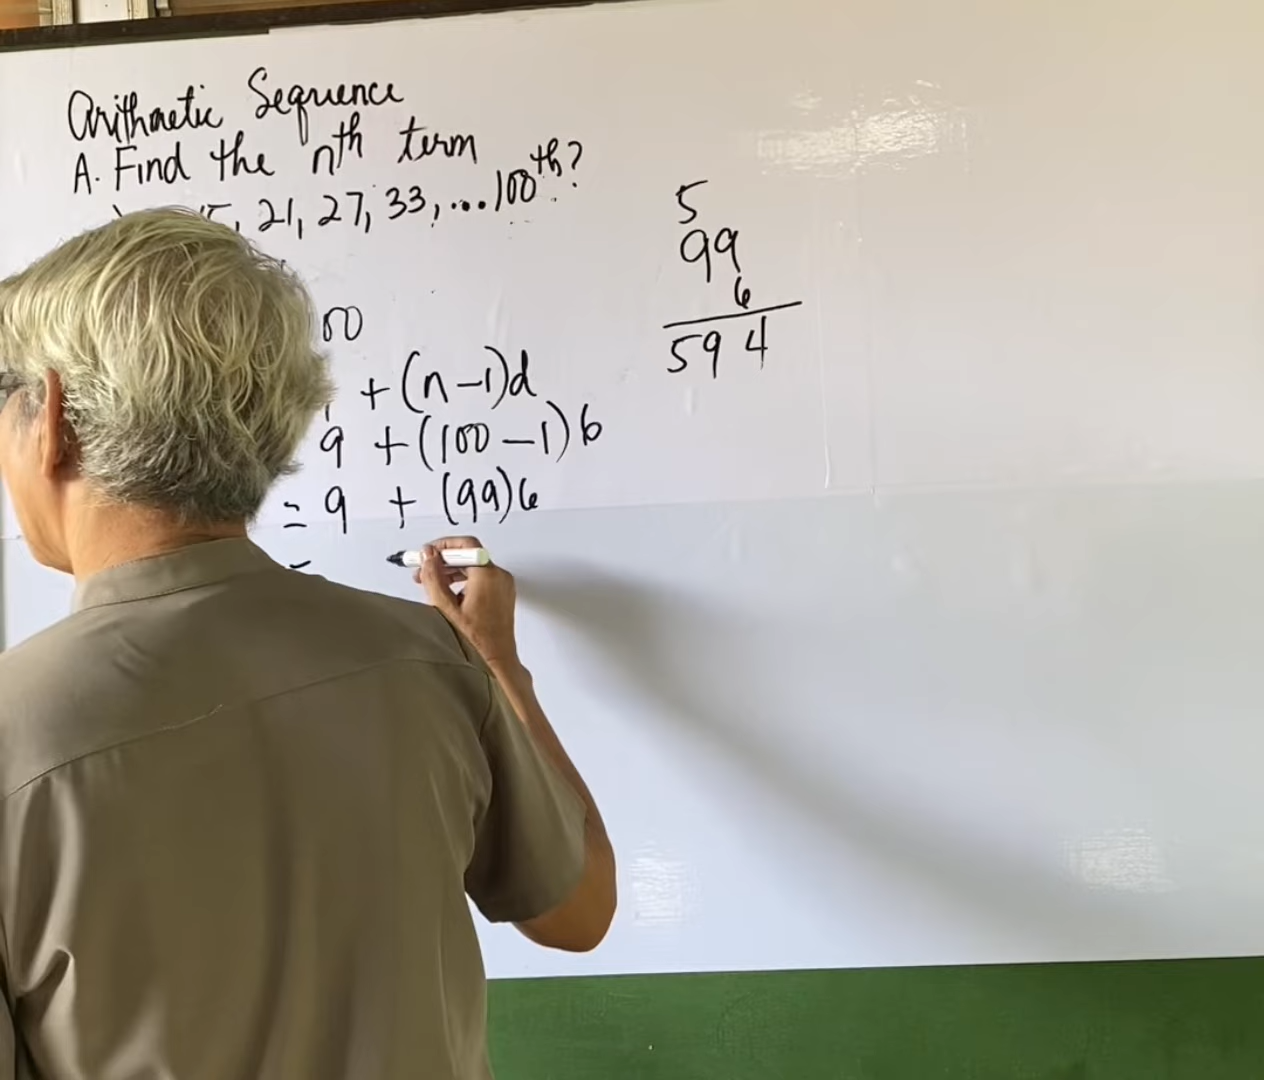 Arithmetic Sequence
A. Find the nth term
15, 21, 27, 33, ...100th?
00
+ (n-1)d
9 + (100-1)6
= 9 + (99)6
=
5
99
6
594